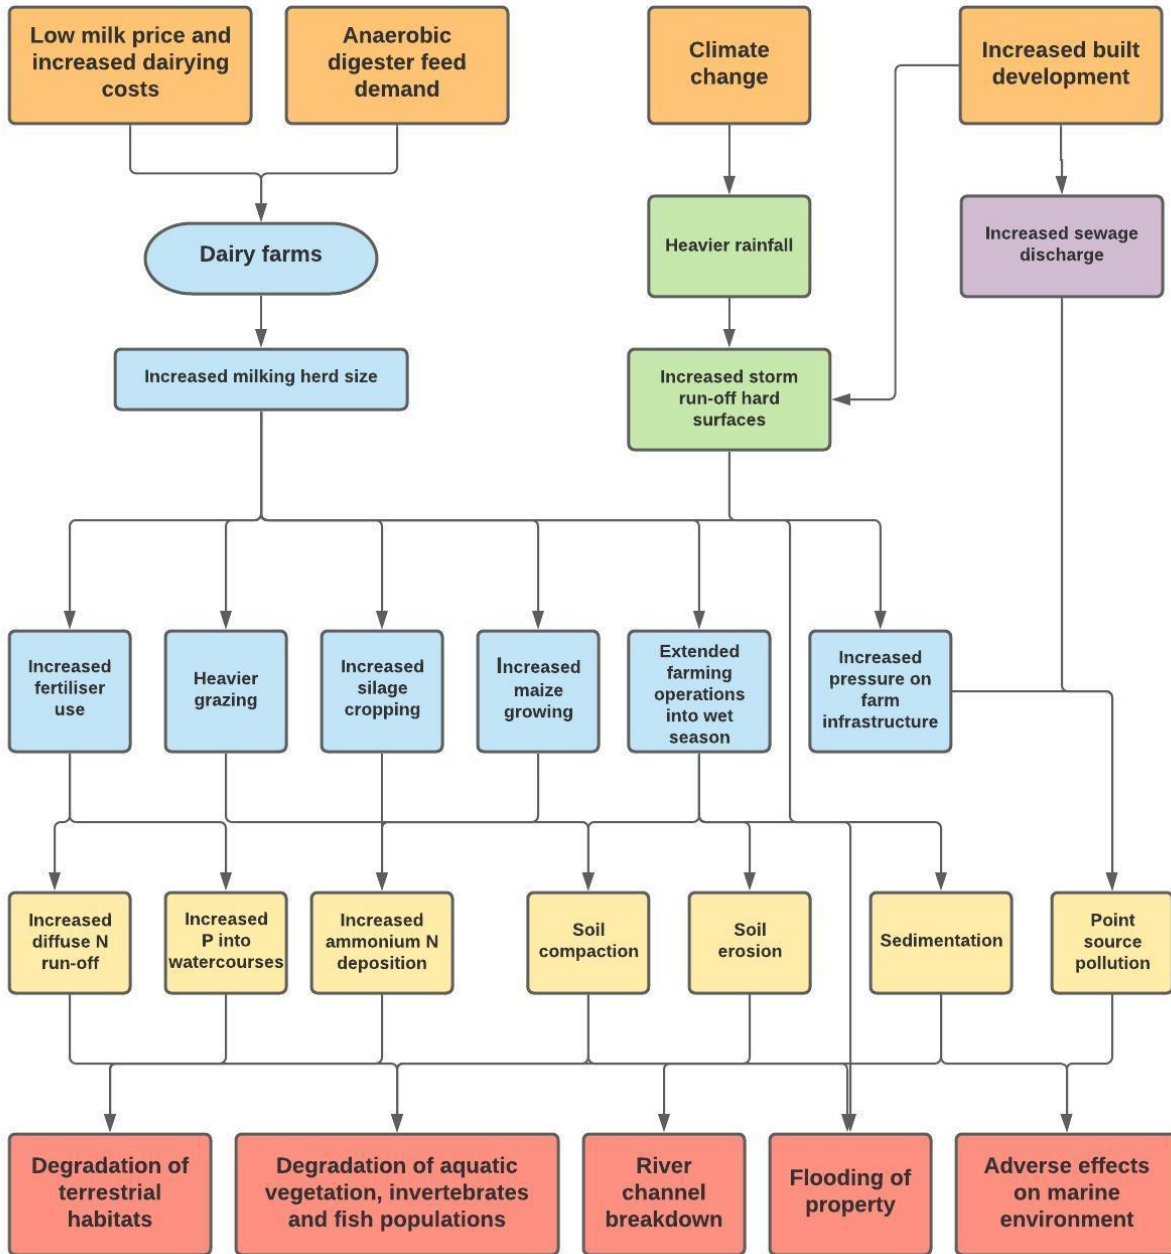 Low milk price and
increased dairying
costs
Anaerobic
digester feed
demand
Climate
change
Increased built
development
Dairy farms
Heavier rainfall
Increased sewage
discharge
Increased milking herd size
Increased storm
run-off hard
surfaces
Increased
fertiliser
use
Heavier
grazing
Increased
silage
cropping
Increased
maize
growing
Extended
farming
operations
into wet
season
Increased
pressure on
farm
infrastructure
Increased
diffuse N
run-off
Increased
P into
watercourses
Increased
ammonium N
deposition
Soil
compaction
Soil
erosion
Sedimentation
Point
source
pollution
Degradation of
terrestrial
habitats
Degradation of aquatic
vegetation, invertebrates
and fish populations
River
channel
breakdown
Flooding of
property
Adverse effects
on marine
environment